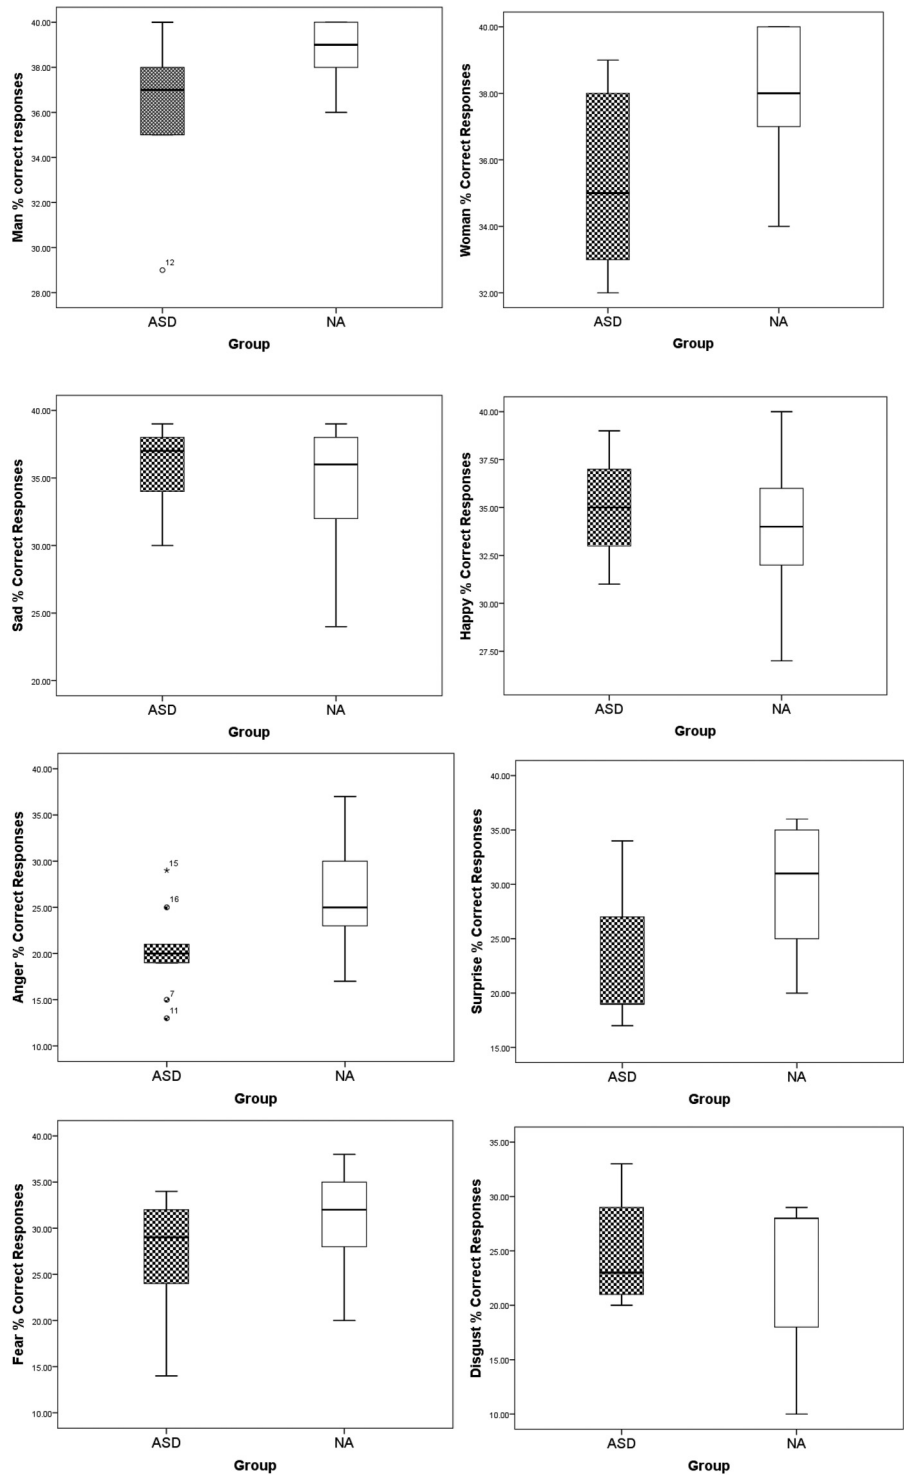 Man % correct responses
40.00
38.00
36.00
34.00
32.00
30.00
28.00
12
ASD
NA
Group
Woman % Correct Responses
40.00
38.00
36.00
34.00
32.00
ASD
NA
Group
Sad % Correct Responses
40.00
35.00
30.00
25.00
20.00
ASD
NA
Group
Happy % Correct Responses
40.00
37.50
35.00
32.50
30.00
27.50
ASD
NA
Group
Anger % Correct Responses
40.00
35.00
30.00
25.00
20.00
15.00
10.00
15
16
7
11
ASD
NA
Group
Surprise % Correct Responses
40.00
35.00
30.00
25.00
20.00
15.00
ASD
NA
Group
Fear % Correct Responses
40.00
35.00
30.00
25.00
20.00
15.00
10.00
ASD
NA
Group
Disgust % Correct Responses
35.00
30.00
25.00
20.00
15.00
10.00
ASD
NA
Group